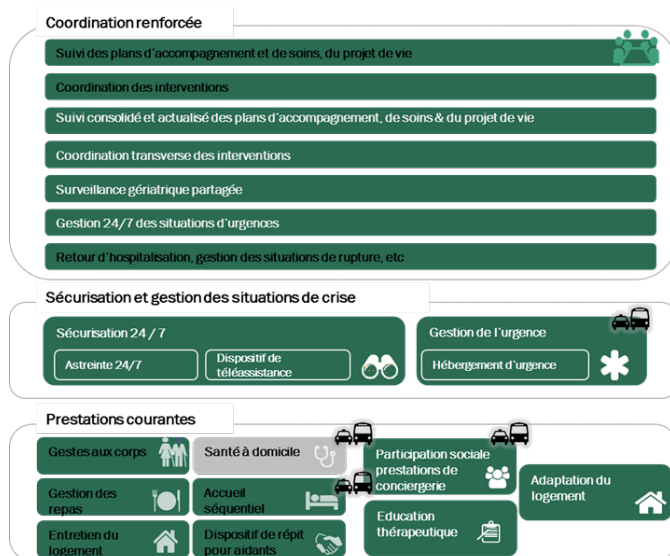 Coordination renforcée
Suivi des plans d'accompagnement et de soins, du projet de vie
Coordination des interventions
Suivi consolidé et actualisé des plans d'accompagnement, de soins & du projet de vie
Coordination transverse des interventions
Surveillance gériatrique partagée
Gestion 24/7 des situations d'urgences
Retour d'hospitalisation, gestion des situations de rupture, etc
Sécurisation et gestion des situations de crise
Sécurisation 24 / 7
Astreinte 24/7
Dispositif de
téléassistance
Gestion de l'urgence
Hébergement d'urgence
Prestations courantes
Gestes aux corps
Santé à domicile
Participation sociale
prestations de
conciergerie
Adaptation du
logement
Gestion des
repas
Accueil
séquentiel
Education
thérapeutique
Entretien du
logement
Dispositif de répit
pour aidants